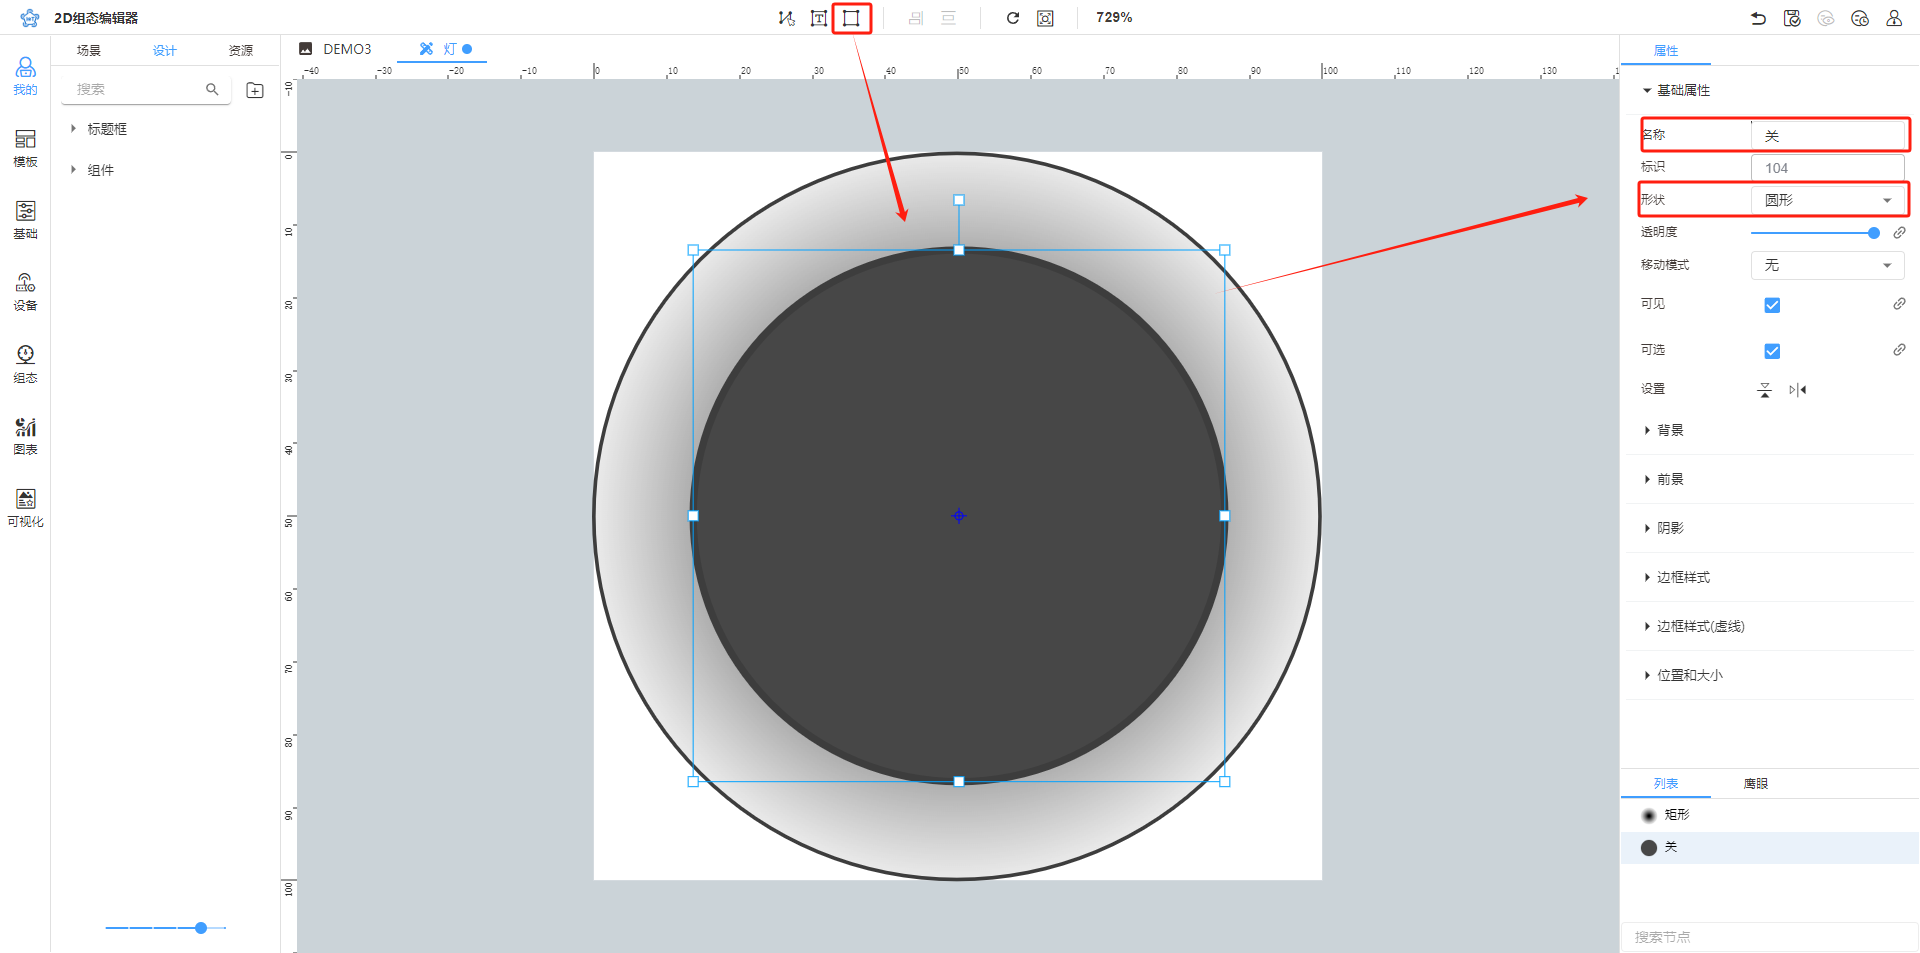 2D组态编辑器
729%
场景 设计 资源
DEMO3 灯
属性
-40 -30 -20 -10 0 10 20 30 40 50 60 70 80 90 100 110 120 130
-10
0
10
20
30
40
50
60
70
80
90
100
我的
模板
基础
设备
组态
图表
可视化
搜索
标题框
组件
基础属性
名称 关
标识 104
形状 圆形
透明度
移动模式 无
可见
可选
设置
背景
前景
阴影
边框样式
边框样式(虚线)
位置和大小
列表 鹰眼
矩形
关
搜索节点